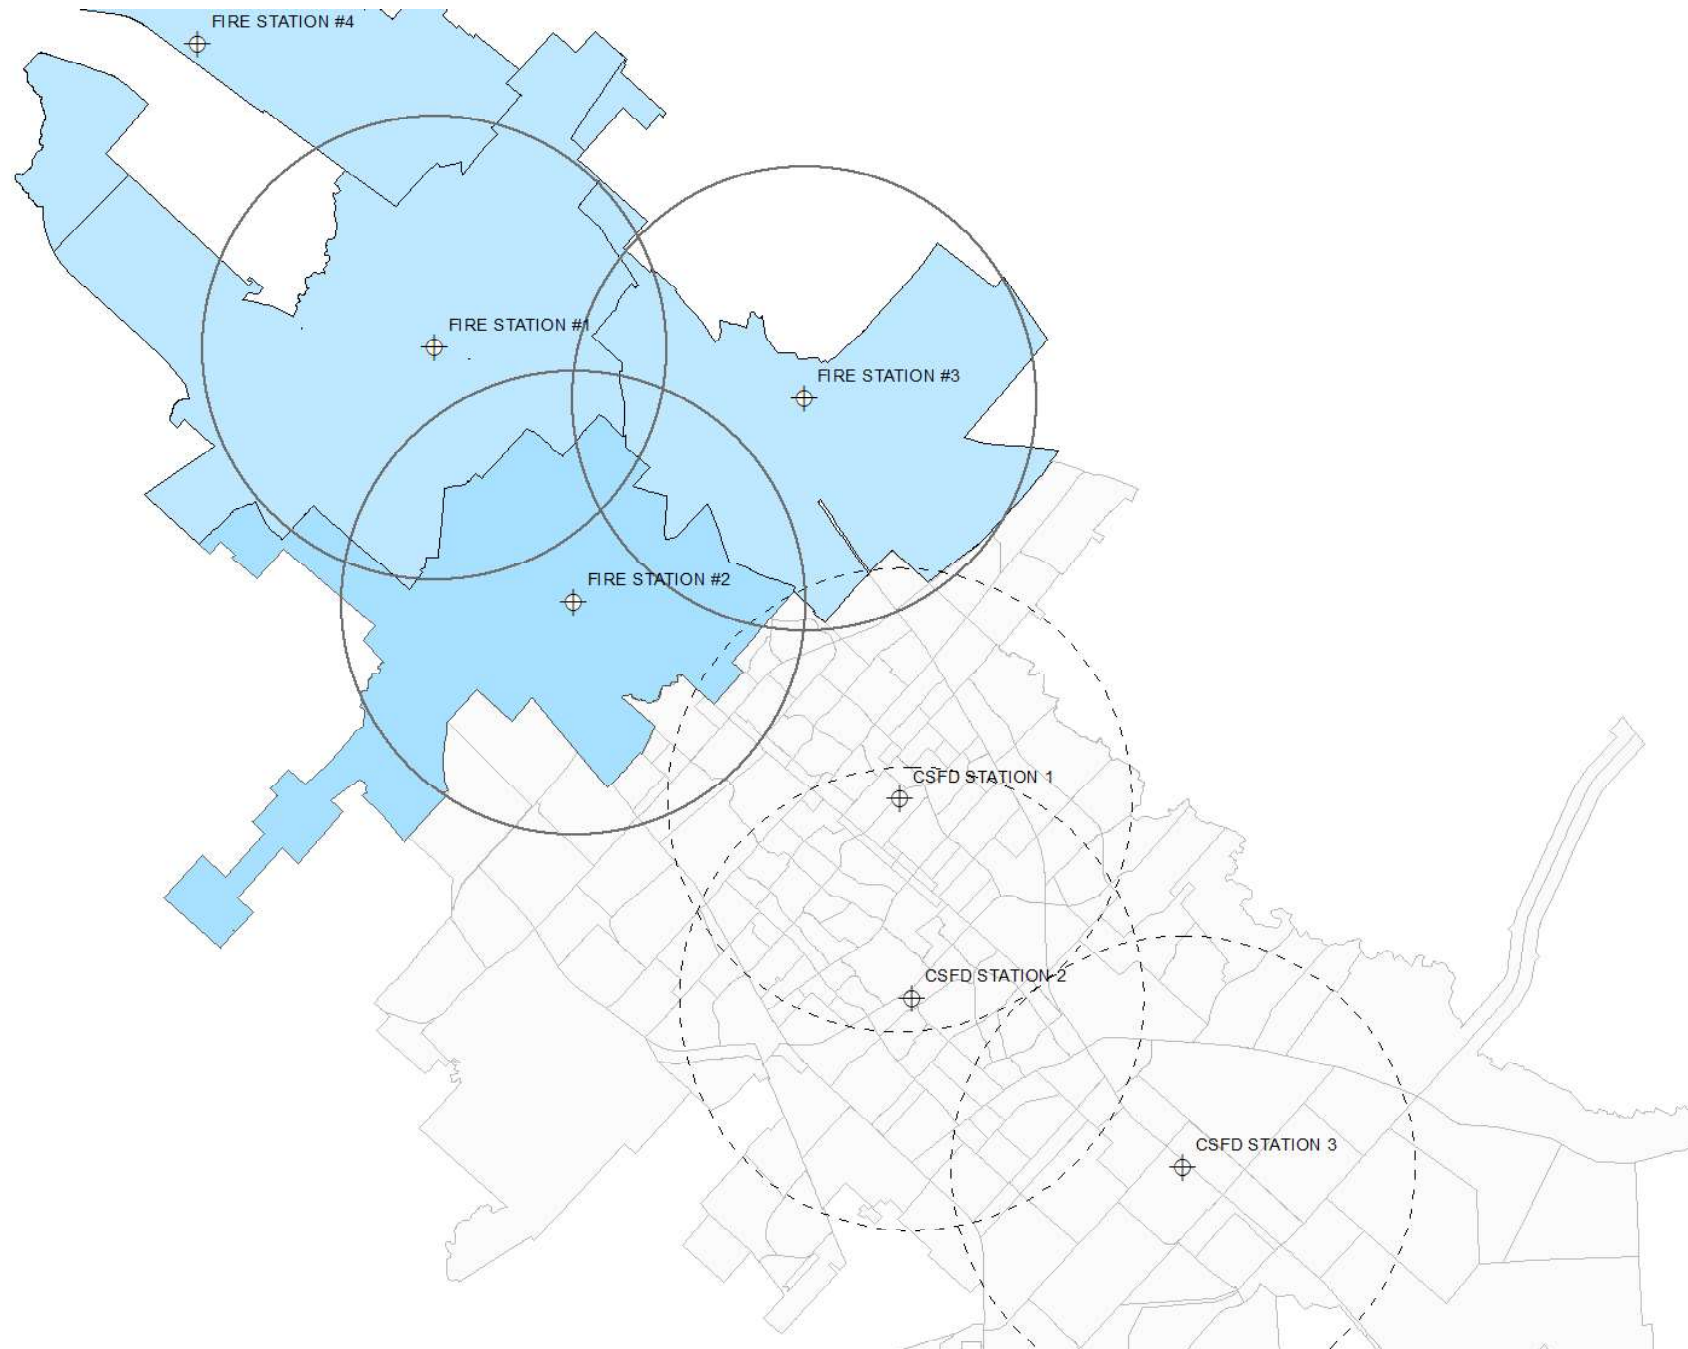 FIRE STATION #4
FIRE STATION #1
FIRE STATION #3
FIRE STATION #2
CSFD STATION 1
CSFD STATION 2
CSFD STATION 3